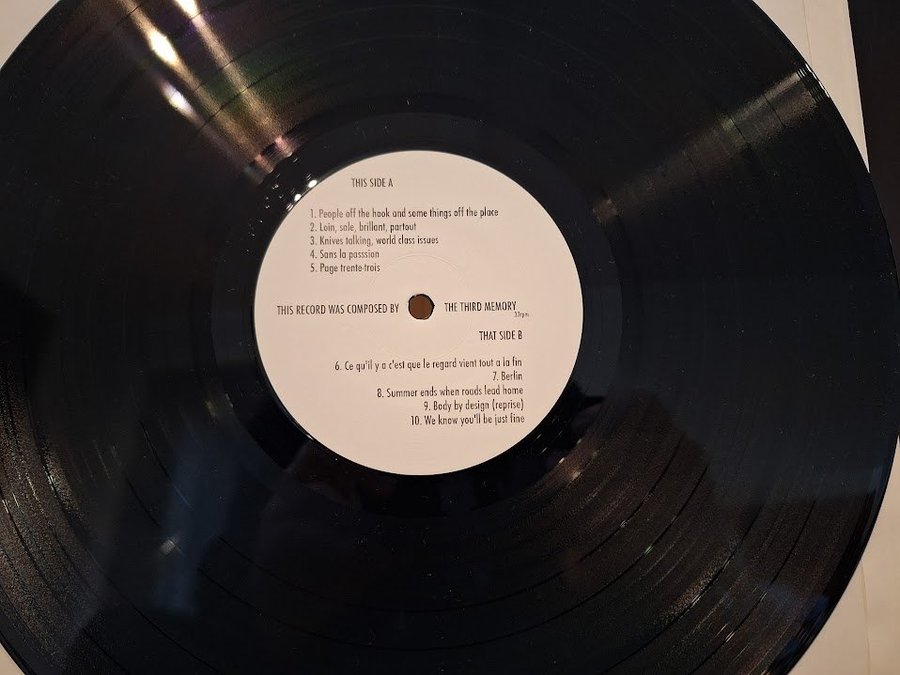 THIS SIDE A
1. People off the hook and some things off the place
2. Loin, sale, brillant, partout
3. Knives talking, world class issues
4. Sans la passsion
5. Page trente-trois
THIS RECORD WAS COMPOSED BY THE THIRD MEMORY
33rpm
THAT SIDE B
6. Ce qu'il y a c'est que le regard vient tout a la fin
7. Berlin
8. Summer ends when roads lead home
9. Body by design (reprise)
10. We know you'll be just fine